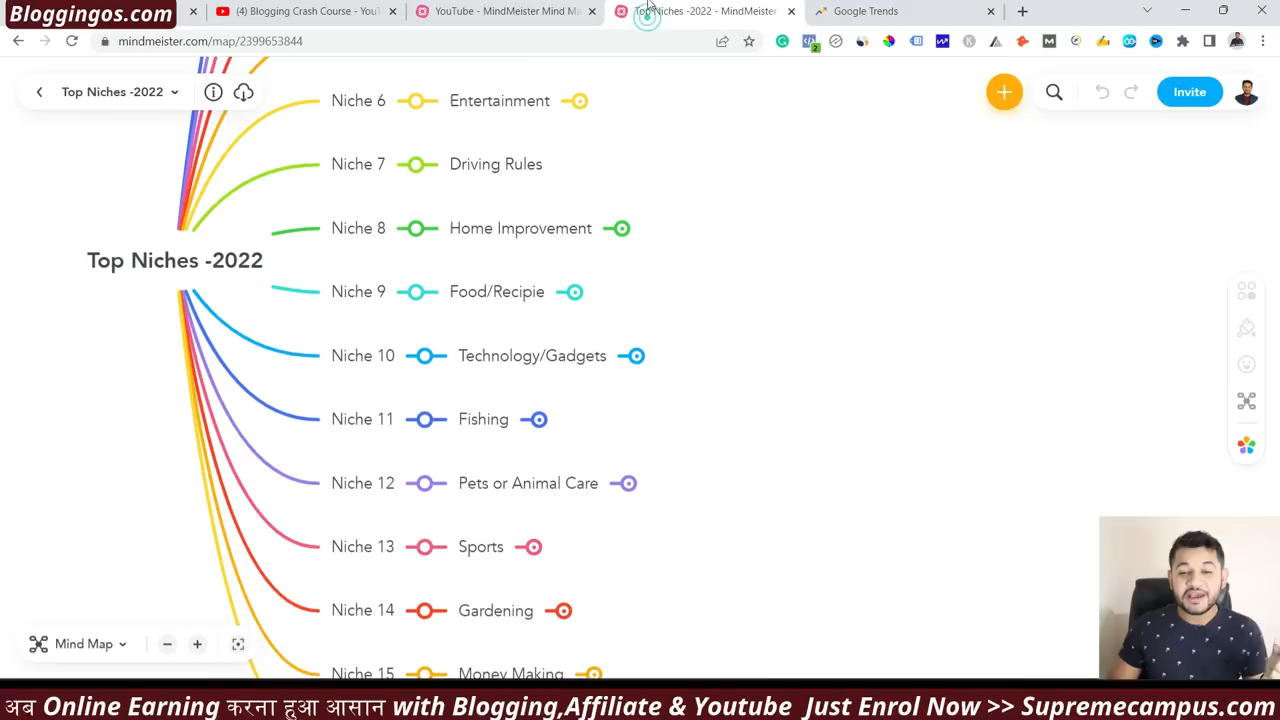 Bloggingos.com
(4) Blogging Crash Course - YouT
YouTube - MindMeister Mind Ma
Top Niches -2022 - MindMeister
Google Trends
mindmeister.com/map/2399653844
2
Top Niches -2022
Invite
Niche 6 Entertainment
Niche 7 Driving Rules
Niche 8 Home Improvement
Top Niches -2022
Niche 9 Food/Recipie
Niche 10 Technology/Gadgets
Niche 11 Fishing
Niche 12 Pets or Animal Care
Niche 13 Sports
Niche 14 Gardening
Niche 15 Money Making
Mind Map
अब Online Earning करना हुआ आसान with Blogging,Affiliate & Youtube Just Enrol Now >> Supremecampus.com